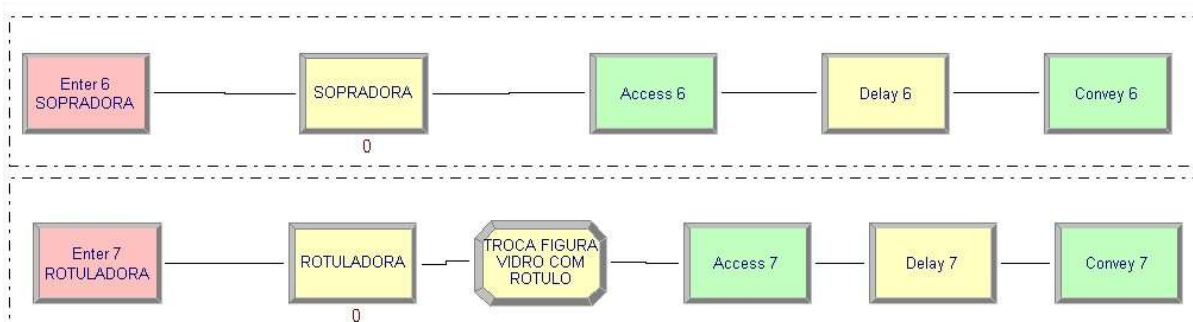 Enter 6
SOPRADORA
SOPRADORA
0
Access 6
Delay 6
Convey 6
Enter 7
ROTULADORA
ROTULADORA
0
TROCA FIGURA
VIDRO COM
ROTULO
Access 7
Delay 7
Convey 7